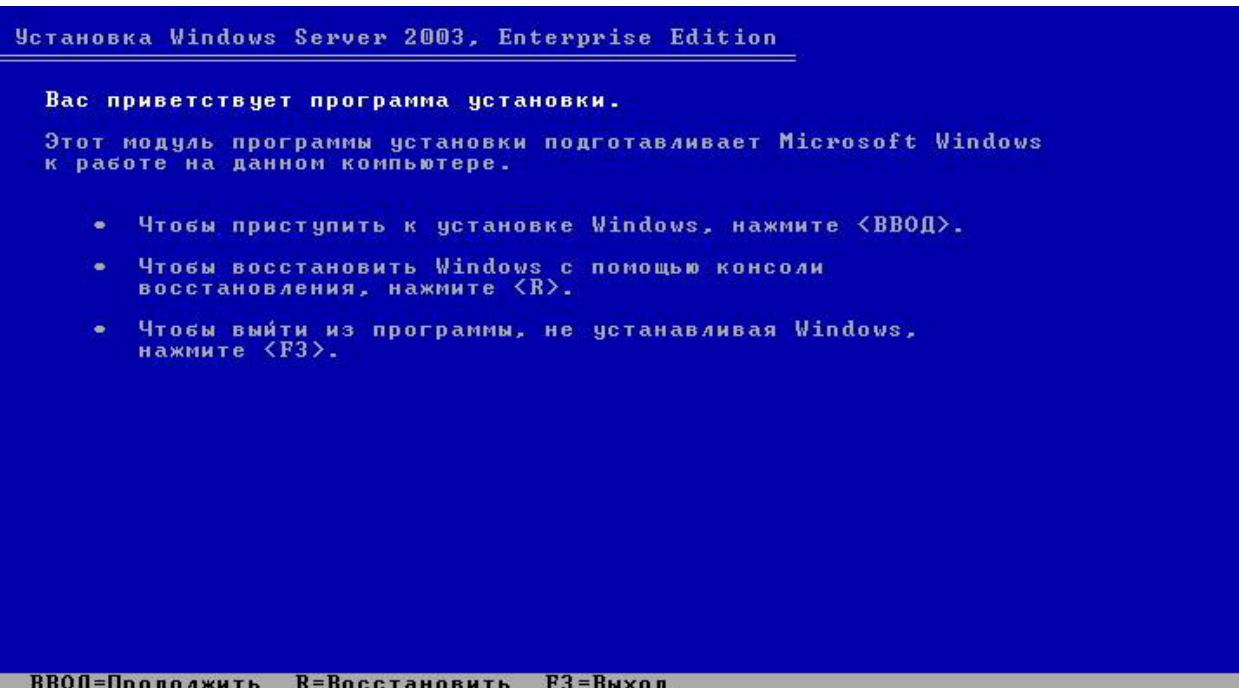 Установка Windows Server 2003, Enterprise Edition
Вас приветствует программа установки.
Этот модуль программы установки подготавливает Microsoft Windows
к работе на данном компьютере.
• Чтобы приступить к установке Windows, нажмите <ВВОД>.
• Чтобы восстановить Windows с помощью консоли
восстановления, нажмите <R>.
• Чтобы выйти из программы, не устанавливая Windows,
нажмите <F3>.
ВВОД=Продолжить R=Восстановить F3=Выход